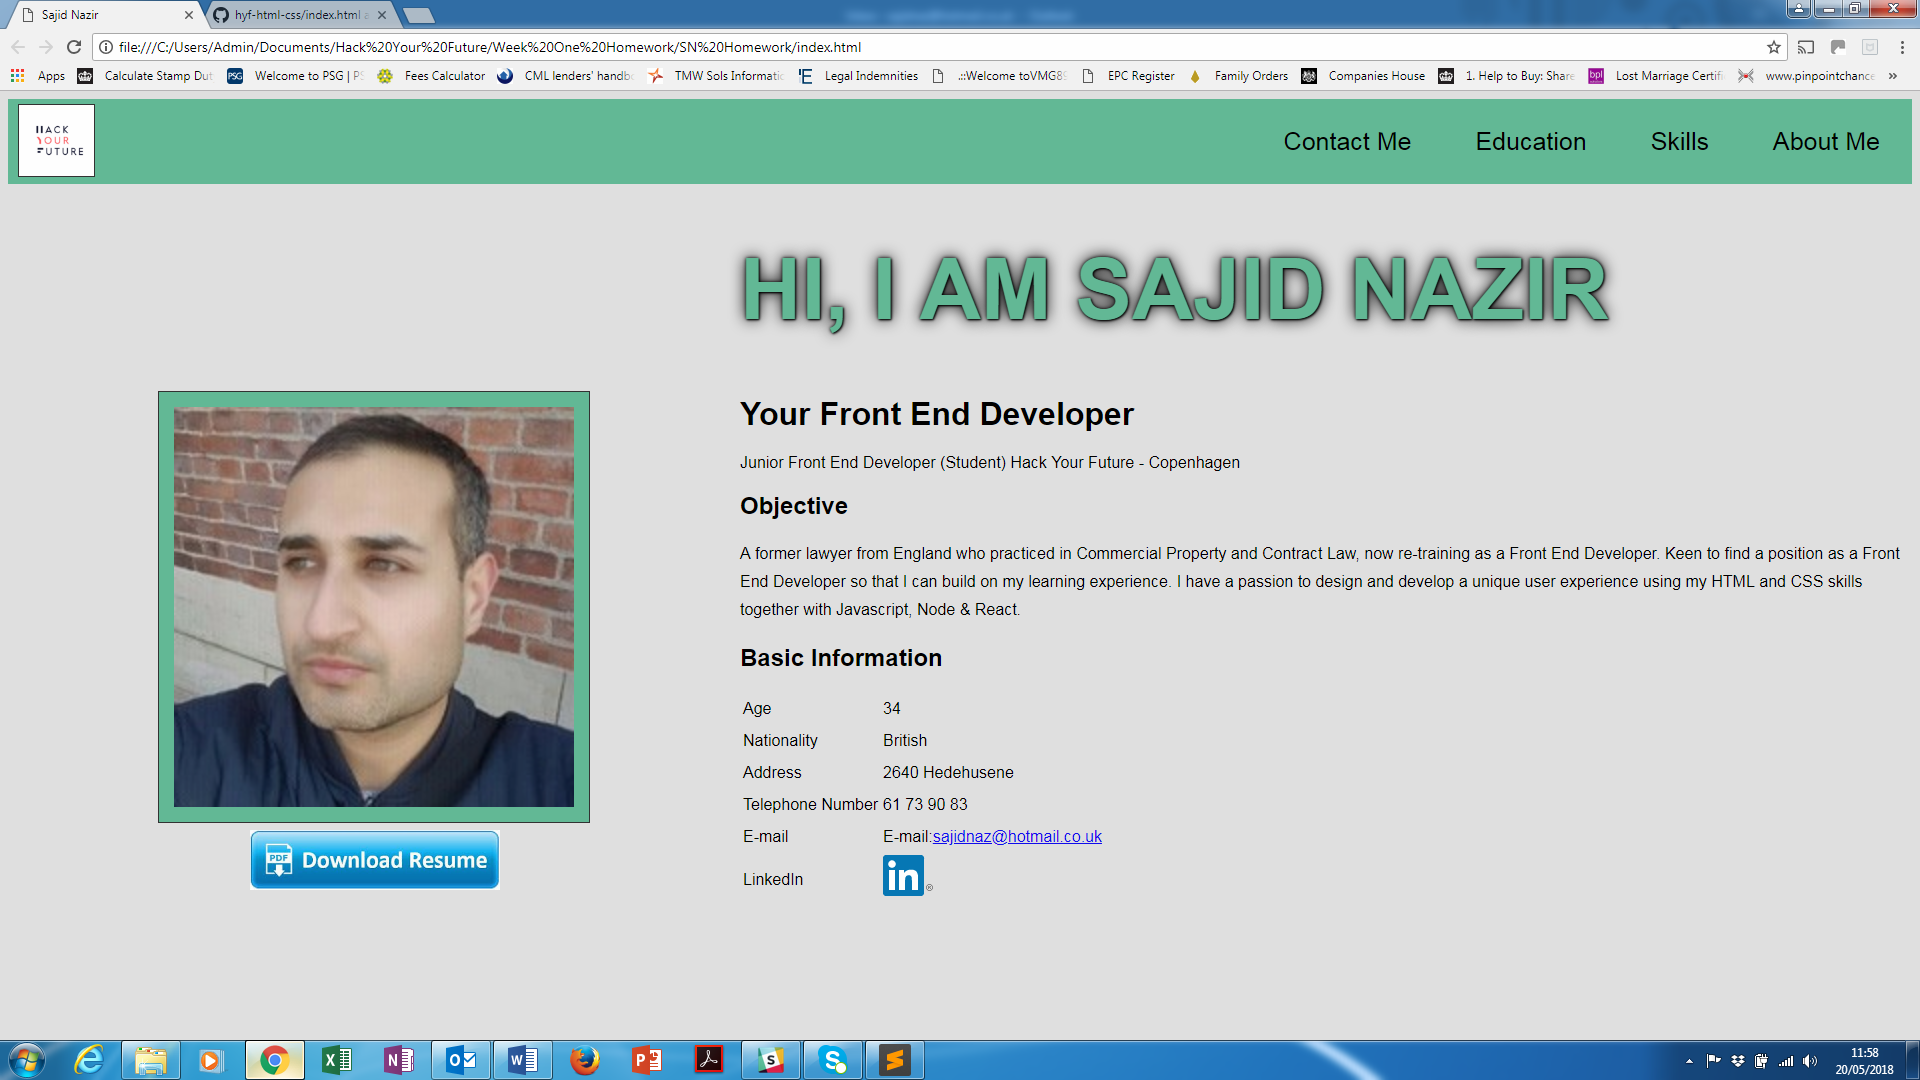 Sajid Nazir
hyf-html-css/index.html a
file:///C:/Users/Admin/Documents/Hack%20Your%20Future/Week%20One%20Homework/SN%20Homework/index.html
Apps Calculate Stamp Dut PSG Welcome to PSG | PS Fees Calculator CML lenders' handb TMW Sols Informatic Legal Indemnities .::Welcome toVMG89 EPC Register Family Orders Companies House 1. Help to Buy: Share bpl Lost Marriage Certifi www.pinpointchance »
HACK
YOUR
FUTURE
Contact Me Education Skills About Me
HI, I AM SAJID NAZIR
Your Front End Developer
Junior Front End Developer (Student) Hack Your Future - Copenhagen
Objective
A former lawyer from England who practiced in Commercial Property and Contract Law, now re-training as a Front End Developer. Keen to find a position as a Front
End Developer so that I can build on my learning experience. I have a passion to design and develop a unique user experience using my HTML and CSS skills
together with Javascript, Node & React.
Basic Information
Age 34
Nationality British
Address 2640 Hedehusene
Telephone Number 61 73 90 83
E-mail E-mail:sajidnaz@hotmail.co.uk
LinkedIn in ®
PDF Download Resume
11:58
20/05/2018